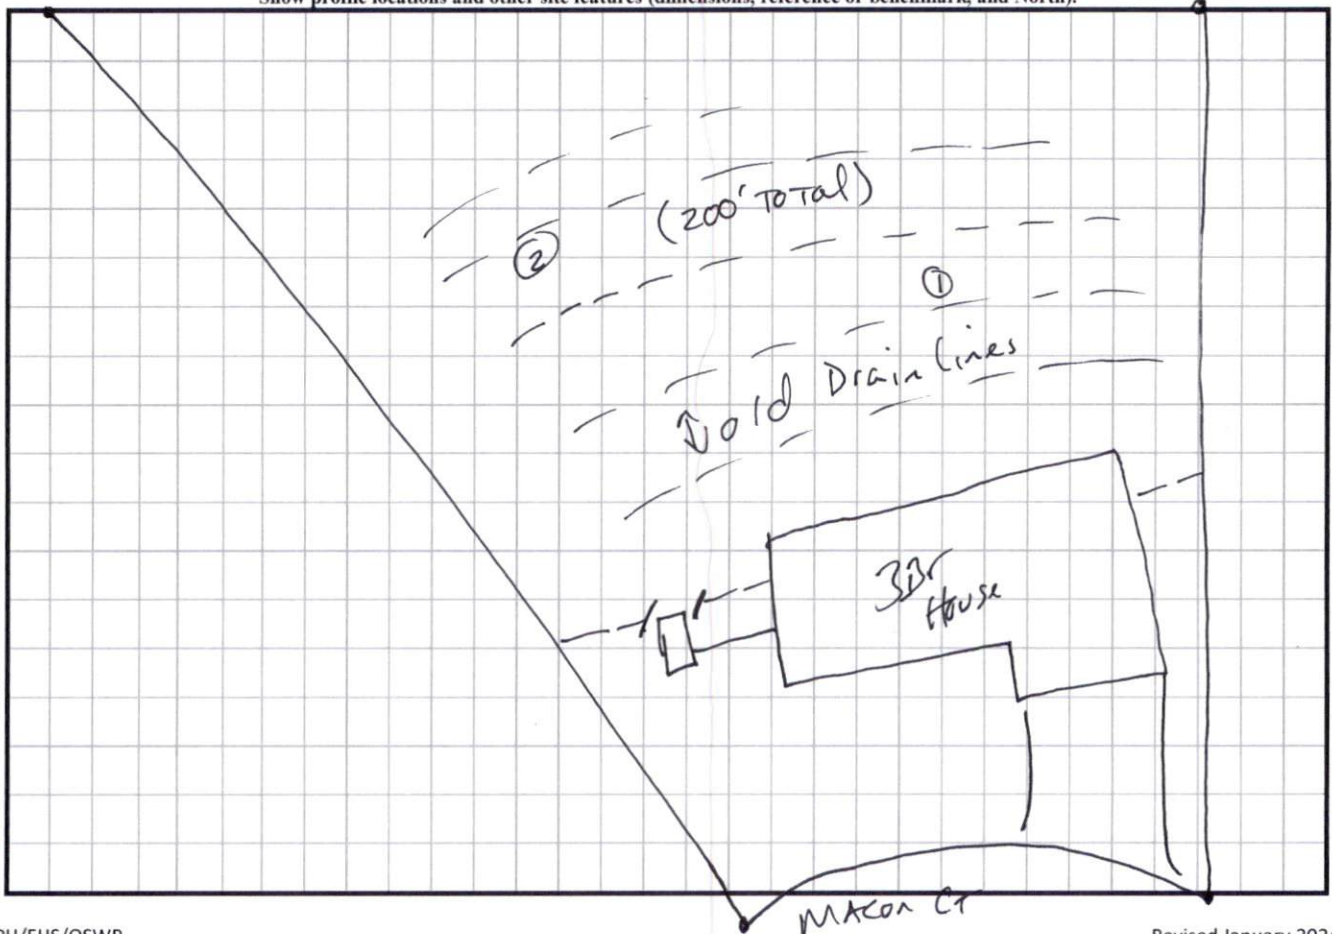 Show profile locations and other site features (dimensions, reference or benchmark, and North).
(200' Total)
②
①
old Drain Lines
3Br
House
MACON CT
Revised January 202